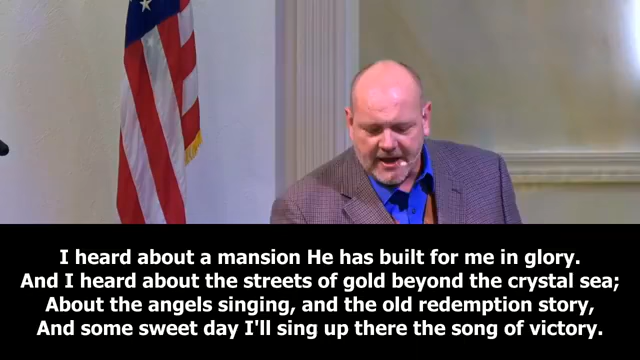 I heard about a mansion He has built for me in glory.
And I heard about the streets of gold beyond the crystal sea;
About the angels singing, and the old redemption story,
And some sweet day I'll sing up there the song of victory.